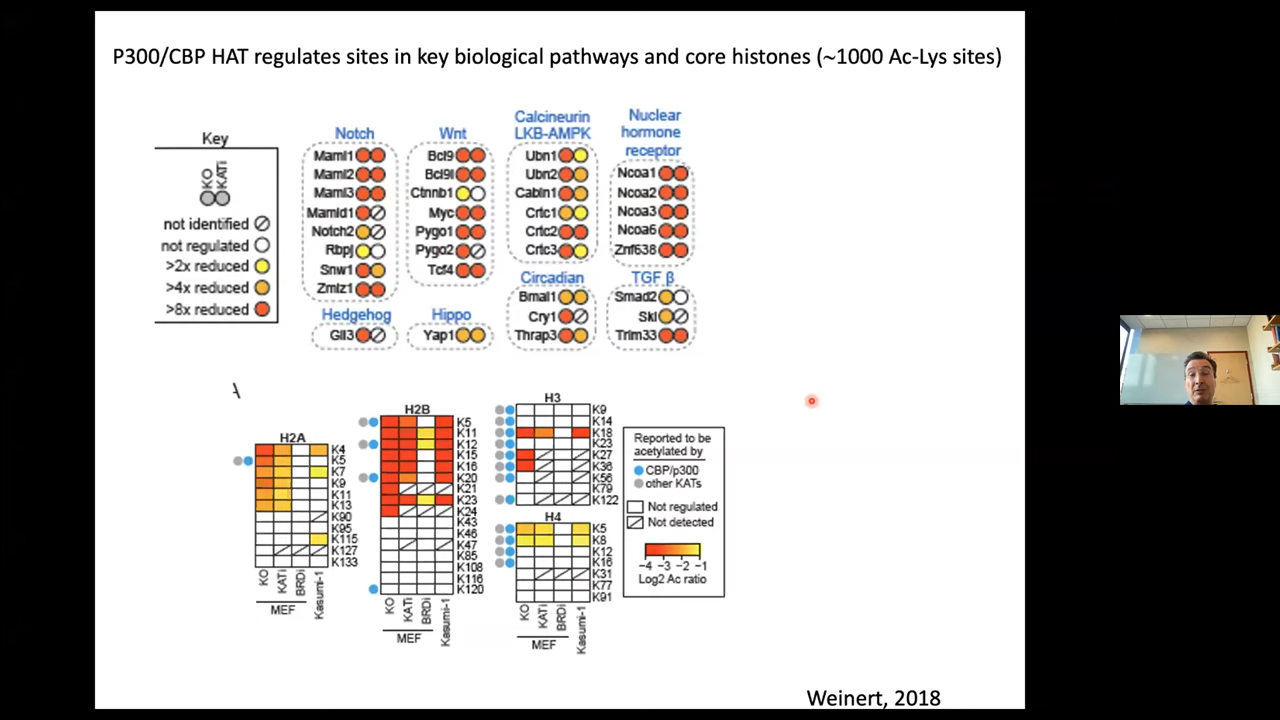 P300/CBP HAT regulates sites in key biological pathways and core histones (~1000 Ac-Lys sites)
Key
KO
KATi
not identified
not regulated
>2x reduced
>4x reduced
>8x reduced
Notch
Maml1
Maml2
Maml3
Mamld1
Notch2
Rbpj
Snw1
Zmiz1
Hedgehog
Gli3
Wnt
Bcl9
Bcl9l
Ctnnb1
Myc
Pygo1
Pygo2
Tcf4
Hippo
Yap1
Calcineurin
LKB-AMPK
Ubn1
Ubn2
Cabin1
Crtc1
Crtc2
Crtc3
Circadian
Bmal1
Cry1
Thrap3
Nuclear
hormone
receptor
Ncoa1
Ncoa2
Ncoa3
Ncoa6
Znf638
TGF β
Smad2
Ski
Trim33
H2A
K4
K5
K7
K9
K11
K13
K90
K95
K115
K127
K133
KO
KATi
BRDi
Kasumi-1
MEF
H2B
K5
K11
K12
K15
K16
K20
K21
K23
K24
K43
K46
K47
K85
K108
K116
K120
KO
KATi
BRDi
Kasumi-1
MEF
H3
K9
K14
K18
K23
K27
K36
K56
K79
K122
H4
K5
K8
K12
K16
K31
K77
K91
KO
KATi
BRDi
Kasumi-1
MEF
Reported to be
acetylated by
CBP/p300
other KATs
Not regulated
Not detected
−4 −3 −2 −1
Log2 Ac ratio
Weinert, 2018